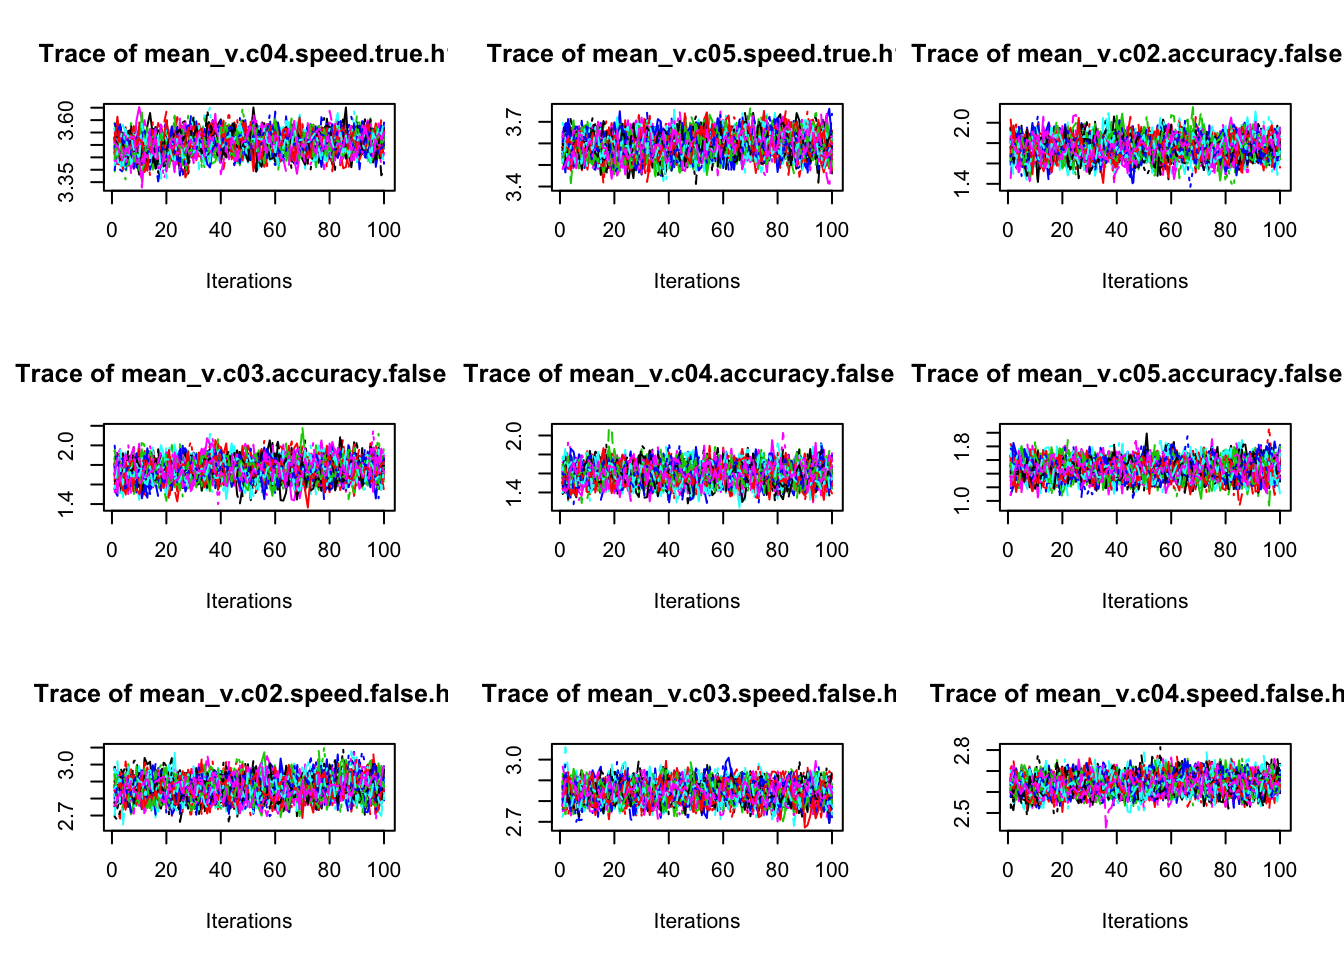 Trace of mean_v.c04.speed.true.h
3.35 3.60
0 20 40 60 80 100
Iterations
Trace of mean_v.c05.speed.true.h
3.4 3.7
0 20 40 60 80 100
Iterations
Trace of mean_v.c02.accuracy.false
1.4 2.0
0 20 40 60 80 100
Iterations
Trace of mean_v.c03.accuracy.false
1.4 2.0
0 20 40 60 80 100
Iterations
Trace of mean_v.c04.accuracy.false
1.4 2.0
0 20 40 60 80 100
Iterations
Trace of mean_v.c05.accuracy.false
1.0 1.8
0 20 40 60 80 100
Iterations
Trace of mean_v.c02.speed.false.h
2.7 3.0
0 20 40 60 80 100
Iterations
Trace of mean_v.c03.speed.false.h
2.7 3.0
0 20 40 60 80 100
Iterations
Trace of mean_v.c04.speed.false.h
2.5 2.8
0 20 40 60 80 100
Iterations